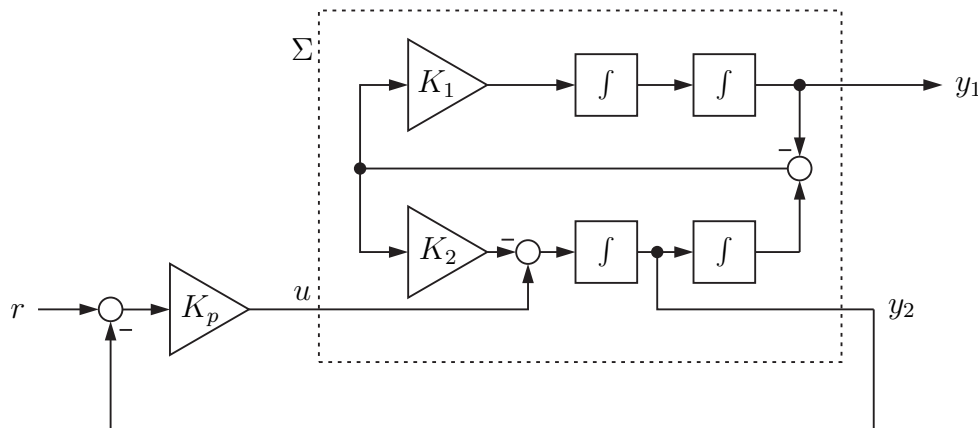 Σ
K₁
∫
∫
y₁
−
K₂
−
∫
∫
r
−
Kₚ
u
y₂